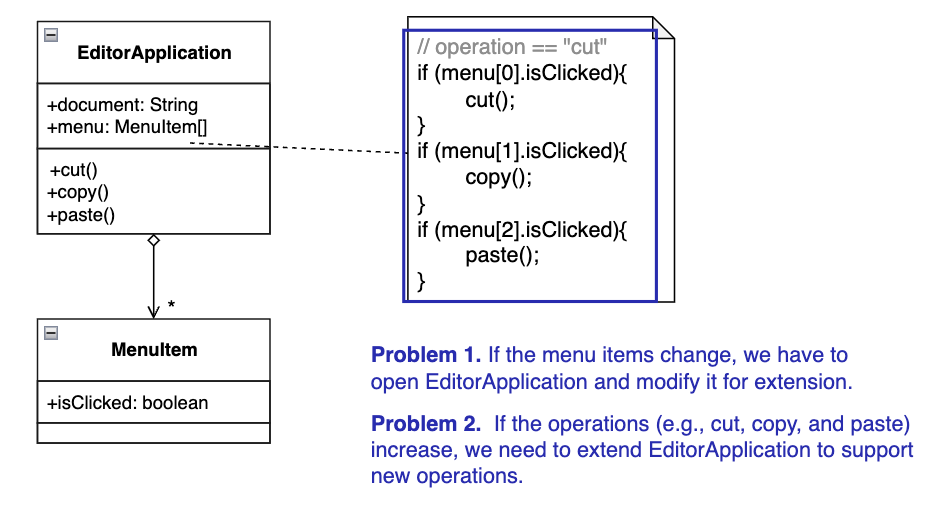 EditorApplication
+document: String
+menu: MenuItem[]
+cut()
+copy()
+paste()
*
MenuItem
+isClicked: boolean
// operation == "cut"
if (menu[0].isClicked){
cut();
}
if (menu[1].isClicked){
copy();
}
if (menu[2].isClicked){
paste();
}
Problem 1. If the menu items change, we have to
open EditorApplication and modify it for extension.
Problem 2. If the operations (e.g., cut, copy, and paste)
increase, we need to extend EditorApplication to support
new operations.